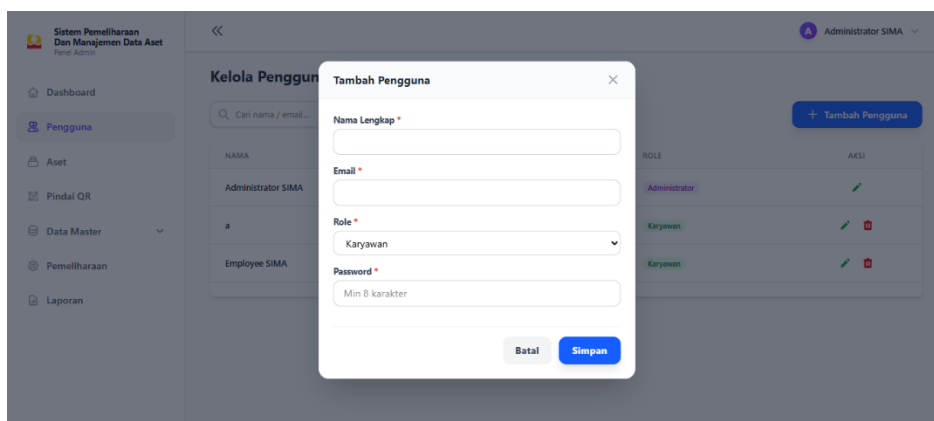 Sistem Pemeliharaan
Dan Manajemen Data Aset
Panel Admin
A Administrator SIMA
Dashboard
Pengguna
Aset
Pindai QR
Data Master
Pemeliharaan
Laporan
Kelola Penggun
Cari nama / email...
+ Tambah Pengguna
NAMA ROLE AKSI
Administrator SIMA Administrator
a Karyawan
Employee SIMA Karyawan
Tambah Pengguna
Nama Lengkap *
Email *
Role *
Karyawan
Password *
Min 8 karakter
Batal Simpan